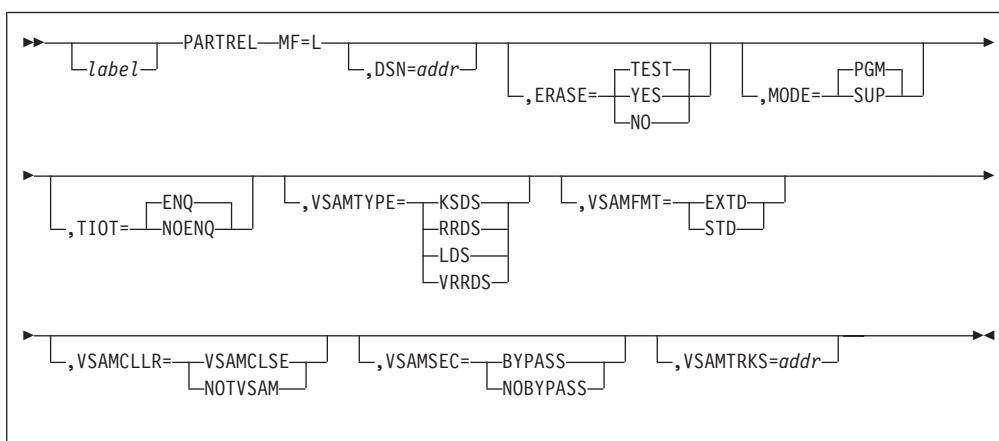 label PARTREL MF=L ,DSN=addr ,ERASE= TEST YES NO ,MODE= PGM SUP
,TIOT= ENQ NOENQ ,VSAMTYPE= KSDS RRDS LDS VRRDS ,VSAMFMT= EXTD STD
,VSAMCLLR= VSAMCLSE NOTVSAM ,VSAMSEC= BYPASS NOBYPASS ,VSAMTRKS=addr